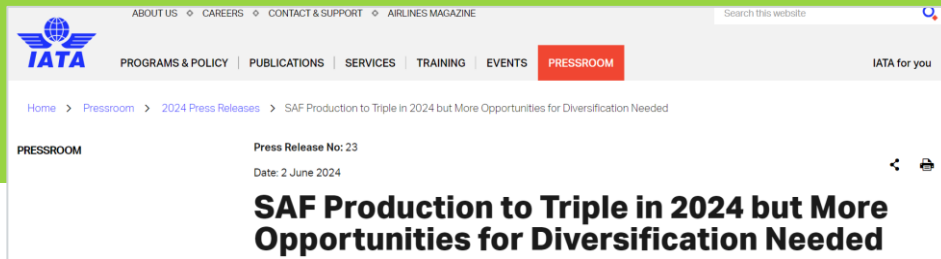 ABOUT US ◇ CAREERS ◇ CONTACT & SUPPORT ◇ AIRLINES MAGAZINE
Search this website
IATA
PROGRAMS & POLICY | PUBLICATIONS | SERVICES | TRAINING | EVENTS PRESSROOM
IATA for you
Home > Pressroom > 2024 Press Releases > SAF Production to Triple in 2024 but More Opportunities for Diversification Needed
PRESSROOM
Press Release No: 23
Date: 2 June 2024
SAF Production to Triple in 2024 but More
Opportunities for Diversification Needed